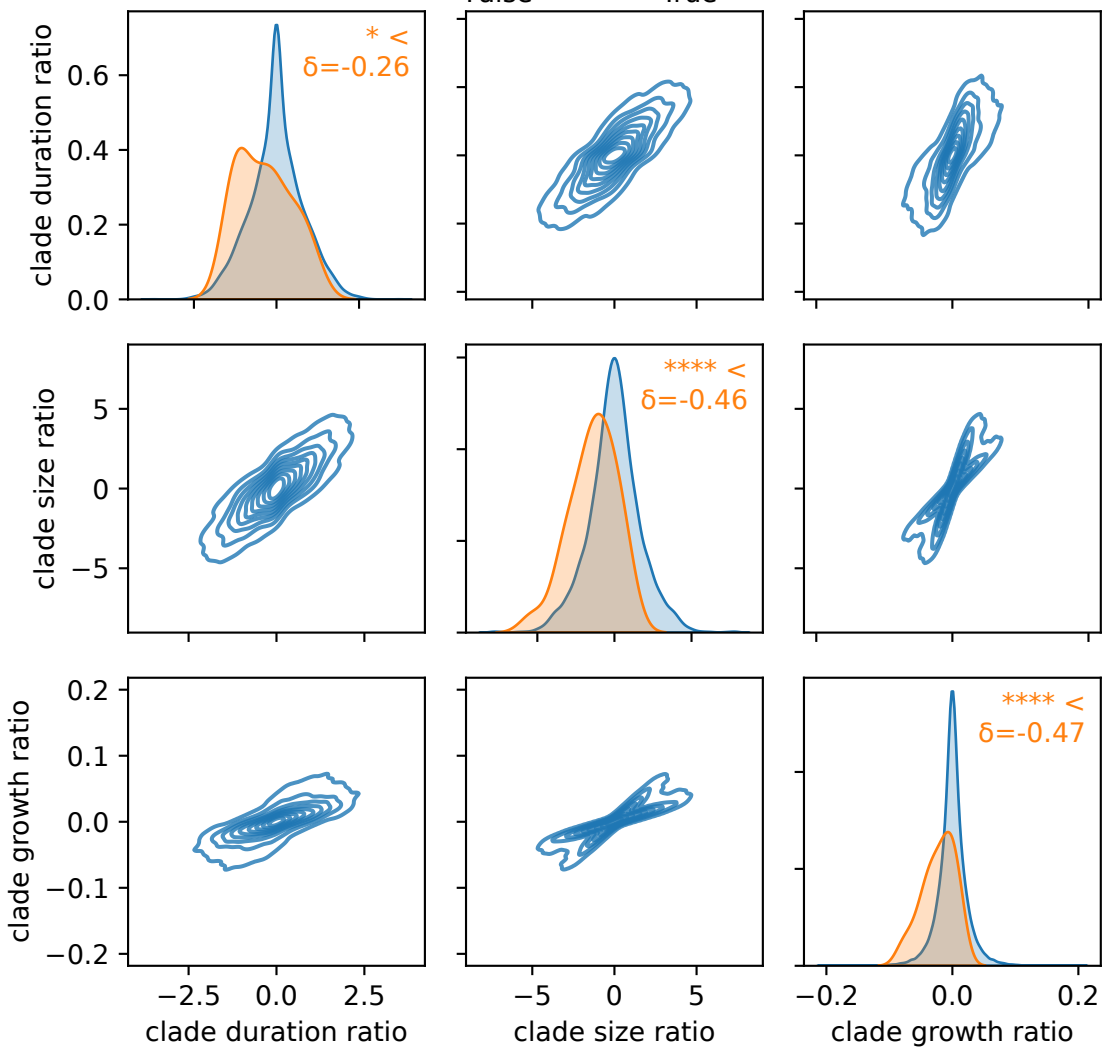 True
clade duration ratio
0.6
0.4
0.2
0.0
* <
δ=-0.26
clade size ratio
5
0
−5
**** <
δ=-0.46
clade growth ratio
0.2
0.1
0.0
−0.1
−0.2
**** <
δ=-0.47
−2.5 0.0 2.5
−5 0 5
−0.2 0.0 0.2
clade duration ratio
clade size ratio
clade growth ratio